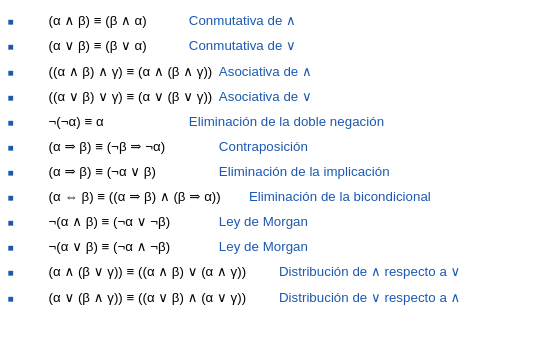 ▪ (α ∧ β) ≡ (β ∧ α) Conmutativa de ∧
▪ (α ∨ β) ≡ (β ∨ α) Conmutativa de ∨
▪ ((α ∧ β) ∧ γ) ≡ (α ∧ (β ∧ γ)) Asociativa de ∧
▪ ((α ∨ β) ∨ γ) ≡ (α ∨ (β ∨ γ)) Asociativa de ∨
▪ ¬(¬α) ≡ α Eliminación de la doble negación
▪ (α ⇒ β) ≡ (¬β ⇒ ¬α) Contraposición
▪ (α ⇒ β) ≡ (¬α ∨ β) Eliminación de la implicación
▪ (α ⇔ β) ≡ ((α ⇒ β) ∧ (β ⇒ α)) Eliminación de la bicondicional
▪ ¬(α ∧ β) ≡ (¬α ∨ ¬β) Ley de Morgan
▪ ¬(α ∨ β) ≡ (¬α ∧ ¬β) Ley de Morgan
▪ (α ∧ (β ∨ γ)) ≡ ((α ∧ β) ∨ (α ∧ γ)) Distribución de ∧ respecto a ∨
▪ (α ∨ (β ∧ γ)) ≡ ((α ∨ β) ∧ (α ∨ γ)) Distribución de ∨ respecto a ∧